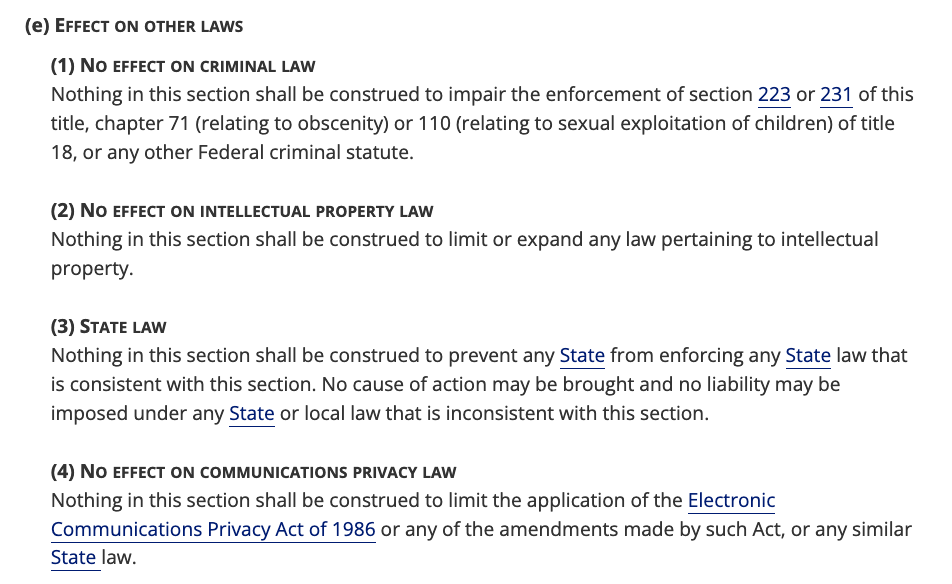 (e) Effect on other laws
(1) No effect on criminal law
Nothing in this section shall be construed to impair the enforcement of section 223 or 231 of this
title, chapter 71 (relating to obscenity) or 110 (relating to sexual exploitation of children) of title
18, or any other Federal criminal statute.
(2) No effect on intellectual property law
Nothing in this section shall be construed to limit or expand any law pertaining to intellectual
property.
(3) State law
Nothing in this section shall be construed to prevent any State from enforcing any State law that
is consistent with this section. No cause of action may be brought and no liability may be
imposed under any State or local law that is inconsistent with this section.
(4) No effect on communications privacy law
Nothing in this section shall be construed to limit the application of the Electronic
Communications Privacy Act of 1986 or any of the amendments made by such Act, or any similar
State law.